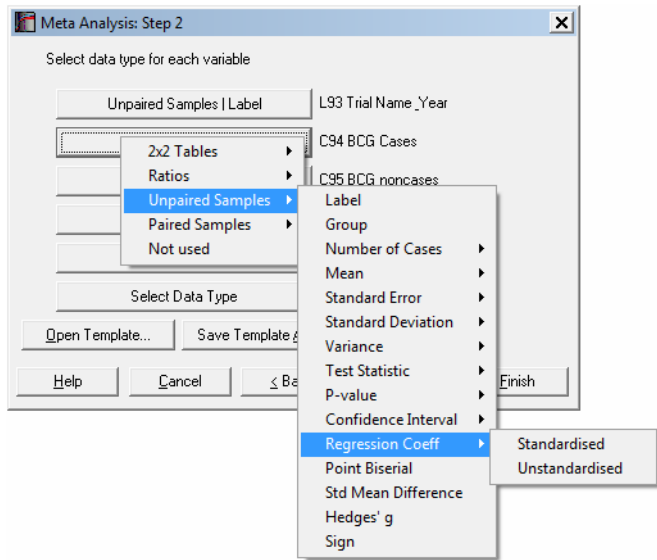 Meta Analysis: Step 2
Select data type for each variable
Unpaired Samples | Label
L93 Trial Name_Year
C94 BCG Cases
C95 BCG noncases
2x2 Tables
Ratios
Unpaired Samples
Paired Samples
Not used
Label
Group
Number of Cases
Mean
Standard Error
Standard Deviation
Variance
Test Statistic
P-value
Confidence Interval
Regression Coeff
Point Biserial
Std Mean Difference
Hedges' g
Sign
Standardised
Unstandardised
Select Data Type
Open Template...
Save Template
Help
Cancel
< Ba
Finish